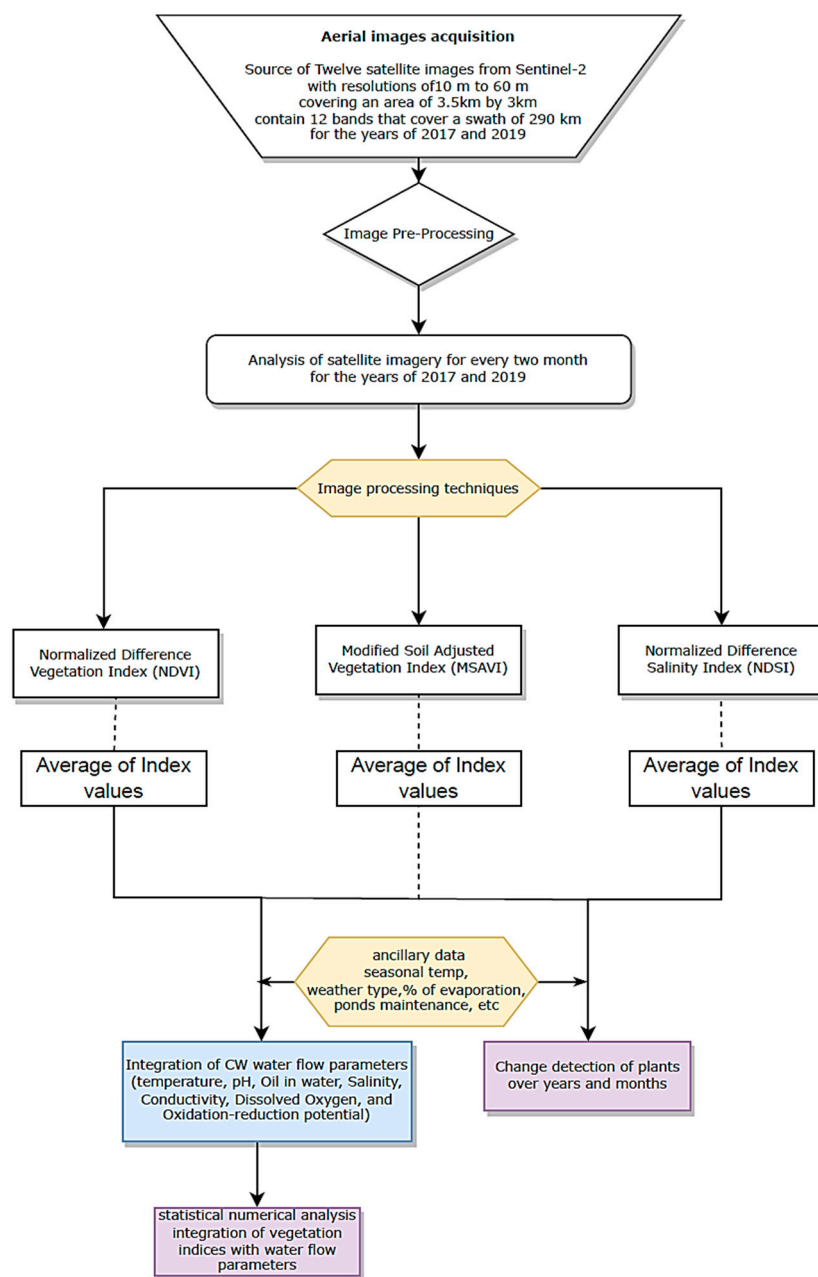 Aerial images acquisition
Source of Twelve satellite images from Sentinel-2
with resolutions of10 m to 60 m
covering an area of 3.5km by 3km
contain 12 bands that cover a swath of 290 km
for the years of 2017 and 2019
Image Pre-Processing
Analysis of satellite imagery for every two month
for the years of 2017 and 2019
Image processing techniques
Normalized Difference
Vegetation Index (NDVI)
Modified Soil Adjusted
Vegetation Index (MSAVI)
Normalized Difference
Salinity Index (NDSI)
Average of Index
values
Average of Index
values
Average of Index
values
ancillary data
seasonal temp,
weather type,% of evaporation,
ponds maintenance, etc
Integration of CW water flow parameters
(temperature, pH, Oil in water, Salinity,
Conductivity, Dissolved Oxygen, and
Oxidation-reduction potential)
Change detection of plants
over years and months
statistical numerical analysis
integration of vegetation
indices with water flow
parameters